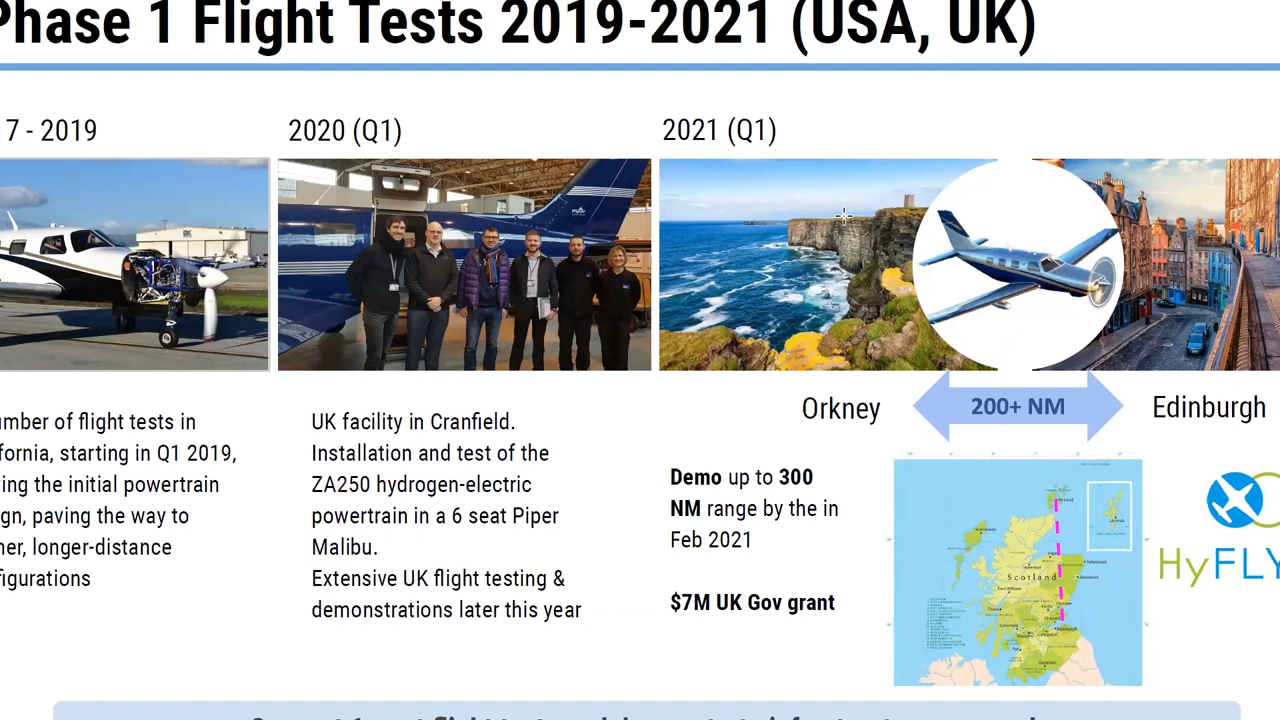 Phase 1 Flight Tests 2019-2021 (USA, UK)
7 - 2019
2020 (Q1)
2021 (Q1)
umber of flight tests in
fornia, starting in Q1 2019,
ing the initial powertrain
ign, paving the way to
her, longer-distance
figurations
UK facility in Cranfield.
Installation and test of the
ZA250 hydrogen-electric
powertrain in a 6 seat Piper
Malibu.
Extensive UK flight testing &
demonstrations later this year
Orkney
200+ NM
Edinburgh
Demo up to 300
NM range by the in
Feb 2021
$7M UK Gov grant
Scotland
HyFLY